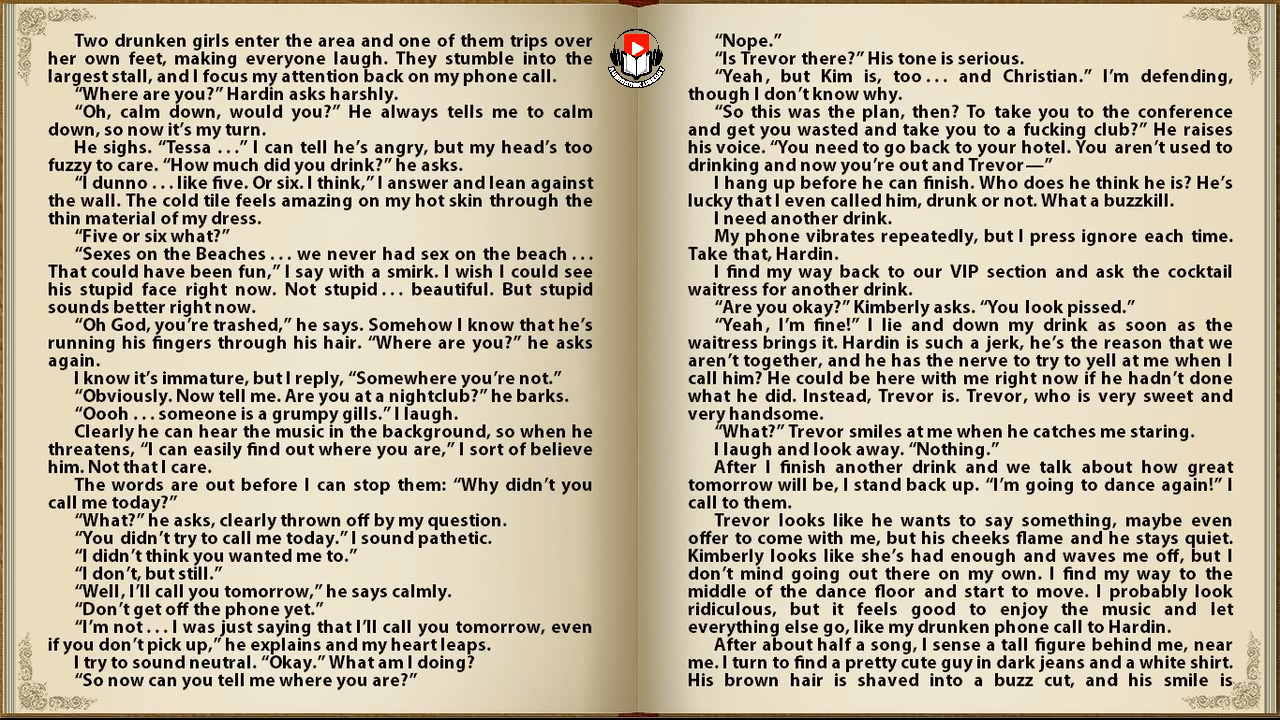 Two drunken girls enter the area and one of them trips over
her own feet, making everyone laugh. They stumble into the
largest stall, and I focus my attention back on my phone call.
“Where are you?” Hardin asks harshly.
“Oh, calm down, would you?” He always tells me to calm
down, so now it’s my turn.
He sighs. “Tessa . . .” I can tell he’s angry, but my head’s too
fuzzy to care. “How much did you drink?” he asks.
“I dunno . . . like five. Or six. I think,” I answer and lean against
the wall. The cold tile feels amazing on my hot skin through the
thin material of my dress.
“Five or six what?”
“Sexes on the Beaches . . . we never had sex on the beach . . .
That could have been fun,” I say with a smirk. I wish I could see
his stupid face right now. Not stupid . . . beautiful. But stupid
sounds better right now.
“Oh God, you’re trashed,” he says. Somehow I know that he’s
running his fingers through his hair. “Where are you?” he asks
again.
I know it’s immature, but I reply, “Somewhere you’re not.”
“Obviously. Now tell me. Are you at a nightclub?” he barks.
“Oooh . . . someone is a grumpy gills.” I laugh.
Clearly he can hear the music in the background, so when he
threatens, “I can easily find out where you are,” I sort of believe
him. Not that I care.
The words are out before I can stop them: “Why didn’t you
call me today?”
“What?” he asks, clearly thrown off by my question.
“You didn’t try to call me today.” I sound pathetic.
“I didn’t think you wanted me to.”
“I don’t, but still.”
“Well, I’ll call you tomorrow,” he says calmly.
“Don’t get off the phone yet.”
“I’m not . . . I was just saying that I’ll call you tomorrow, even
if you don’t pick up,” he explains and my heart leaps.
I try to sound neutral. “Okay.” What am I doing?
“So now can you tell me where you are?”
“Nope.”
“Is Trevor there?” His tone is serious.
“Yeah, but Kim is, too . . . and Christian.” I’m defending,
though I don’t know why.
“So this was the plan, then? To take you to the conference
and get you wasted and take you to a fucking club?” He raises
his voice. “You need to go back to your hotel. You aren’t used to
drinking and now you’re out and Trevor—”
I hang up before he can finish. Who does he think he is? He’s
lucky that I even called him, drunk or not. What a buzzkill.
I need another drink.
My phone vibrates repeatedly, but I press ignore each time.
Take that, Hardin.
I find my way back to our VIP section and ask the cocktail
waitress for another drink.
“Are you okay?” Kimberly asks. “You look pissed.”
“Yeah, I’m fine!” I lie and down my drink as soon as the
waitress brings it. Hardin is such a jerk, he’s the reason that we
aren’t together, and he has the nerve to try to yell at me when I
call him? He could be here with me right now if he hadn’t done
what he did. Instead, Trevor is. Trevor, who is very sweet and
very handsome.
“What?” Trevor smiles at me when he catches me staring.
I laugh and look away. “Nothing.”
After I finish another drink and we talk about how great
tomorrow will be, I stand back up. “I’m going to dance again!” I
call to them.
Trevor looks like he wants to say something, maybe even
offer to come with me, but his cheeks flame and he stays quiet.
Kimberly looks like she’s had enough and waves me off, but I
don’t mind going out there on my own. I find my way to the
middle of the dance floor and start to move. I probably look
ridiculous, but it feels good to enjoy the music and let
everything else go, like my drunken phone call to Hardin.
After about half a song, I sense a tall figure behind me, near
me. I turn to find a pretty cute guy in dark jeans and a white shirt.
His brown hair is shaved into a buzz cut, and his smile is